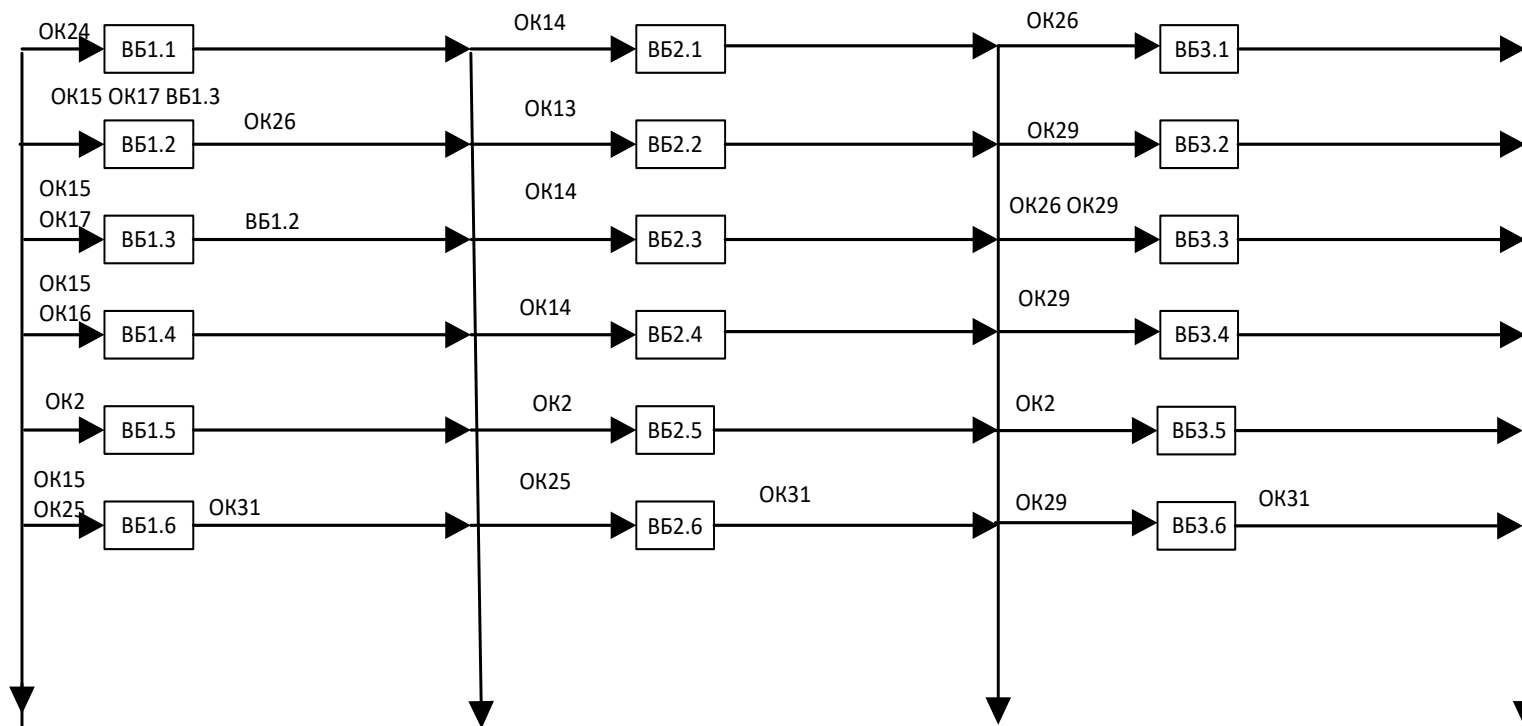 ОК24 ОК14 ОК26
ВБ1.1 ВБ2.1 ВБ3.1
ОК15 ОК17 ВБ1.3
ОК26 ОК13 ОК29
ВБ1.2 ВБ2.2 ВБ3.2
ОК15 ОК14
ОК17 ВБ1.2 ОК26 ОК29
ВБ1.3 ВБ2.3 ВБ3.3
ОК15
ОК16 ОК14 ОК29
ВБ1.4 ВБ2.4 ВБ3.4
ОК2 ОК2 ОК2
ВБ1.5 ВБ2.5 ВБ3.5
ОК15 ОК25
ОК25 ОК31 ОК31 ОК29 ОК31
ВБ1.6 ВБ2.6 ВБ3.6